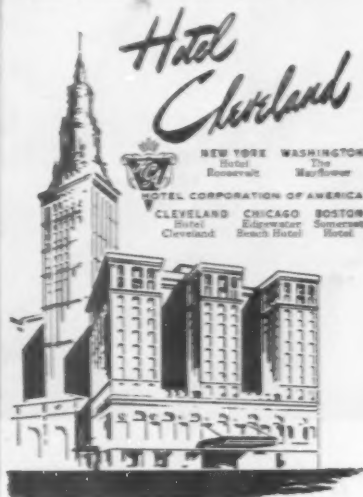 Hotel
Cleveland
NEW YORK WASHINGTON
Hotel The
Roosevelt Mayflower
HOTEL CORPORATION OF AMERICA
CLEVELAND CHICAGO BOSTON
Hotel Edgewater Somerset
Cleveland Beach Hotel Hotel